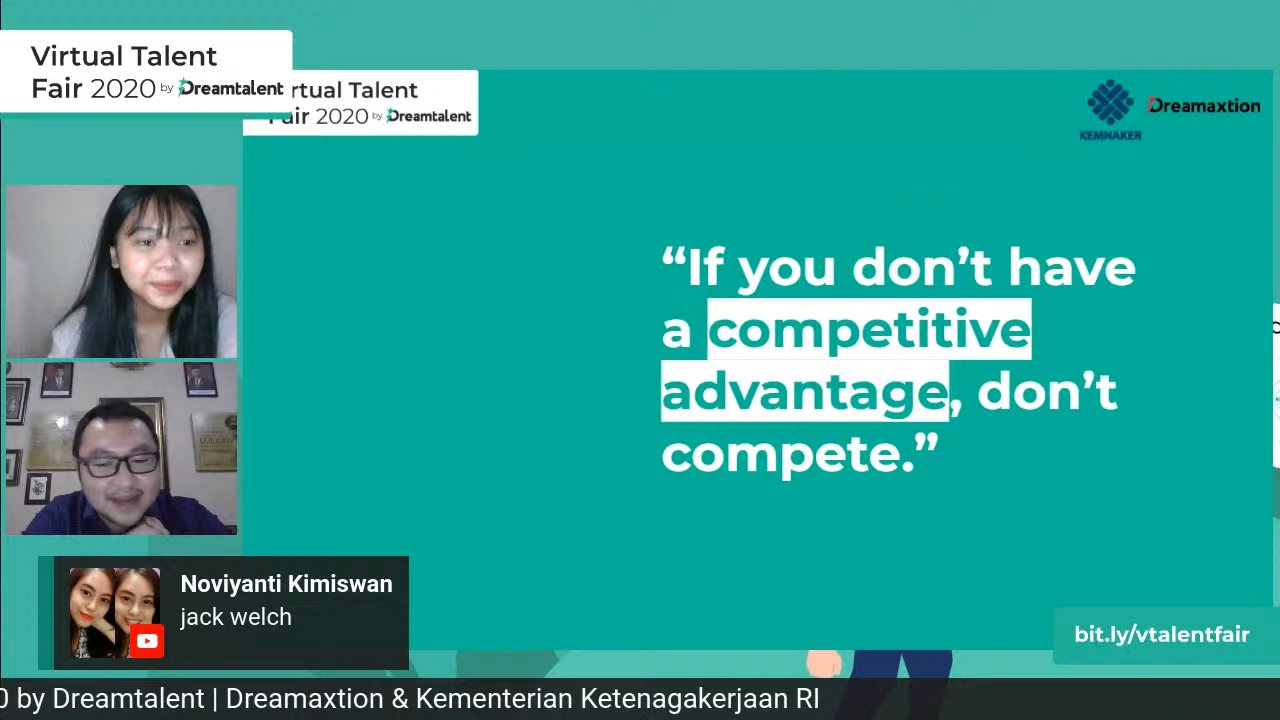 Virtual Talent
Fair 2020 by Dreamtalent
rtual Talent
Fair 2020 by Dreamtalent
KEMNAKER
Dreamaxtion
“If you don’t have
a competitive
advantage, don’t
compete.”
Noviyanti Kimiswan
jack welch
bit.ly/vtalentfair
0 by Dreamtalent | Dreamaxtion & Kementerian Ketenagakerjaan RI